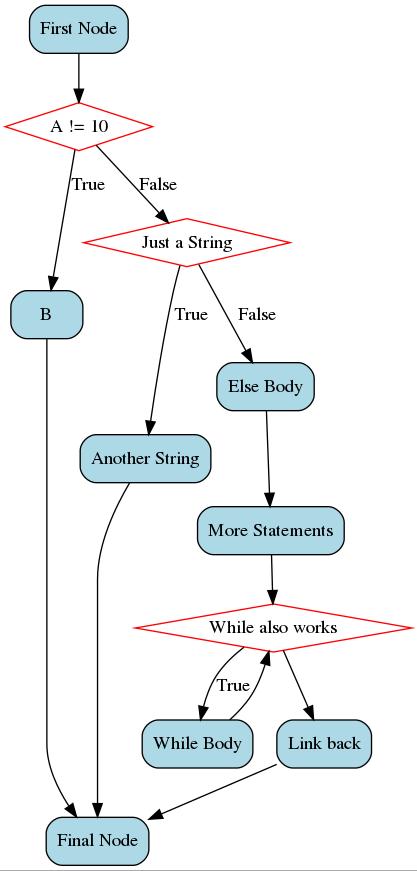 First Node
A != 10
True
False
Just a String
B
True
False
Else Body
Another String
More Statements
While also works
True
While Body
Link back
Final Node